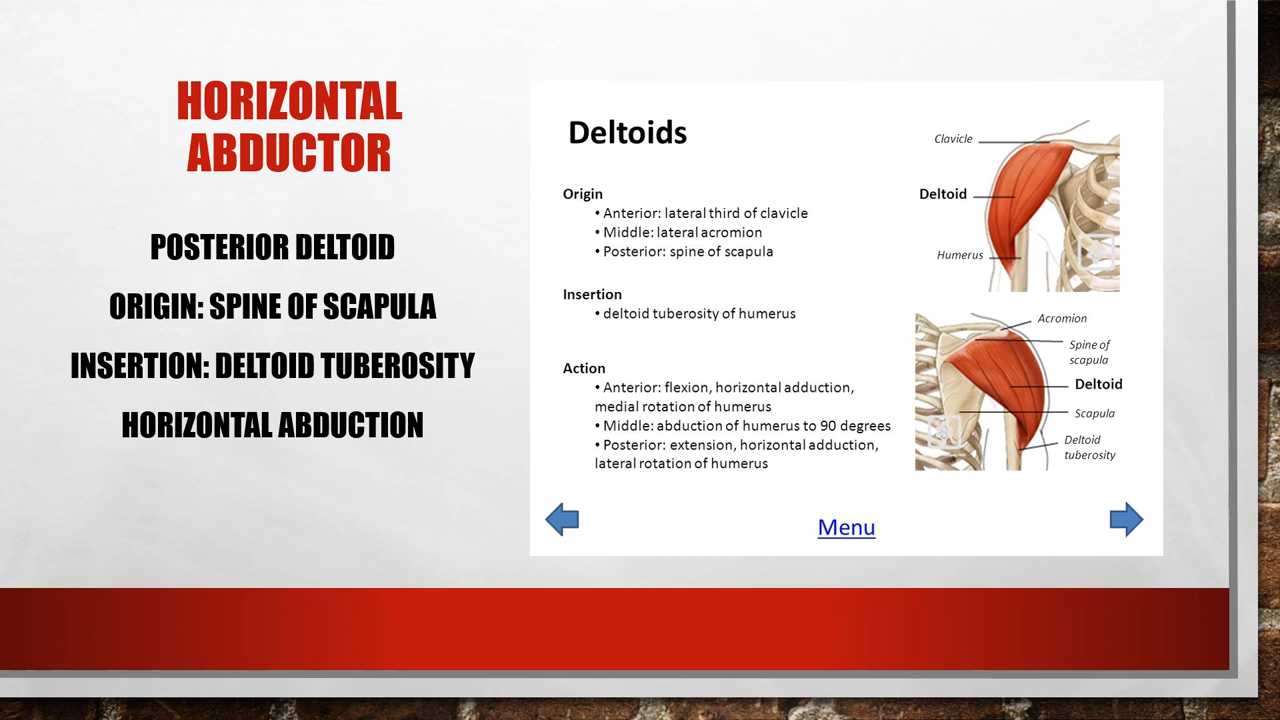 HORIZONTAL
ABDUCTOR
POSTERIOR DELTOID
ORIGIN: SPINE OF SCAPULA
INSERTION: DELTOID TUBEROSITY
HORIZONTAL ABDUCTION
Deltoids
Origin
• Anterior: lateral third of clavicle
• Middle: lateral acromion
• Posterior: spine of scapula
Insertion
• deltoid tuberosity of humerus
Action
• Anterior: flexion, horizontal adduction,
medial rotation of humerus
• Middle: abduction of humerus to 90 degrees
• Posterior: extension, horizontal adduction,
lateral rotation of humerus
Clavicle
Deltoid
Humerus
Acromion
Spine of
scapula
Deltoid
Scapula
Deltoid
tuberosity
Menu